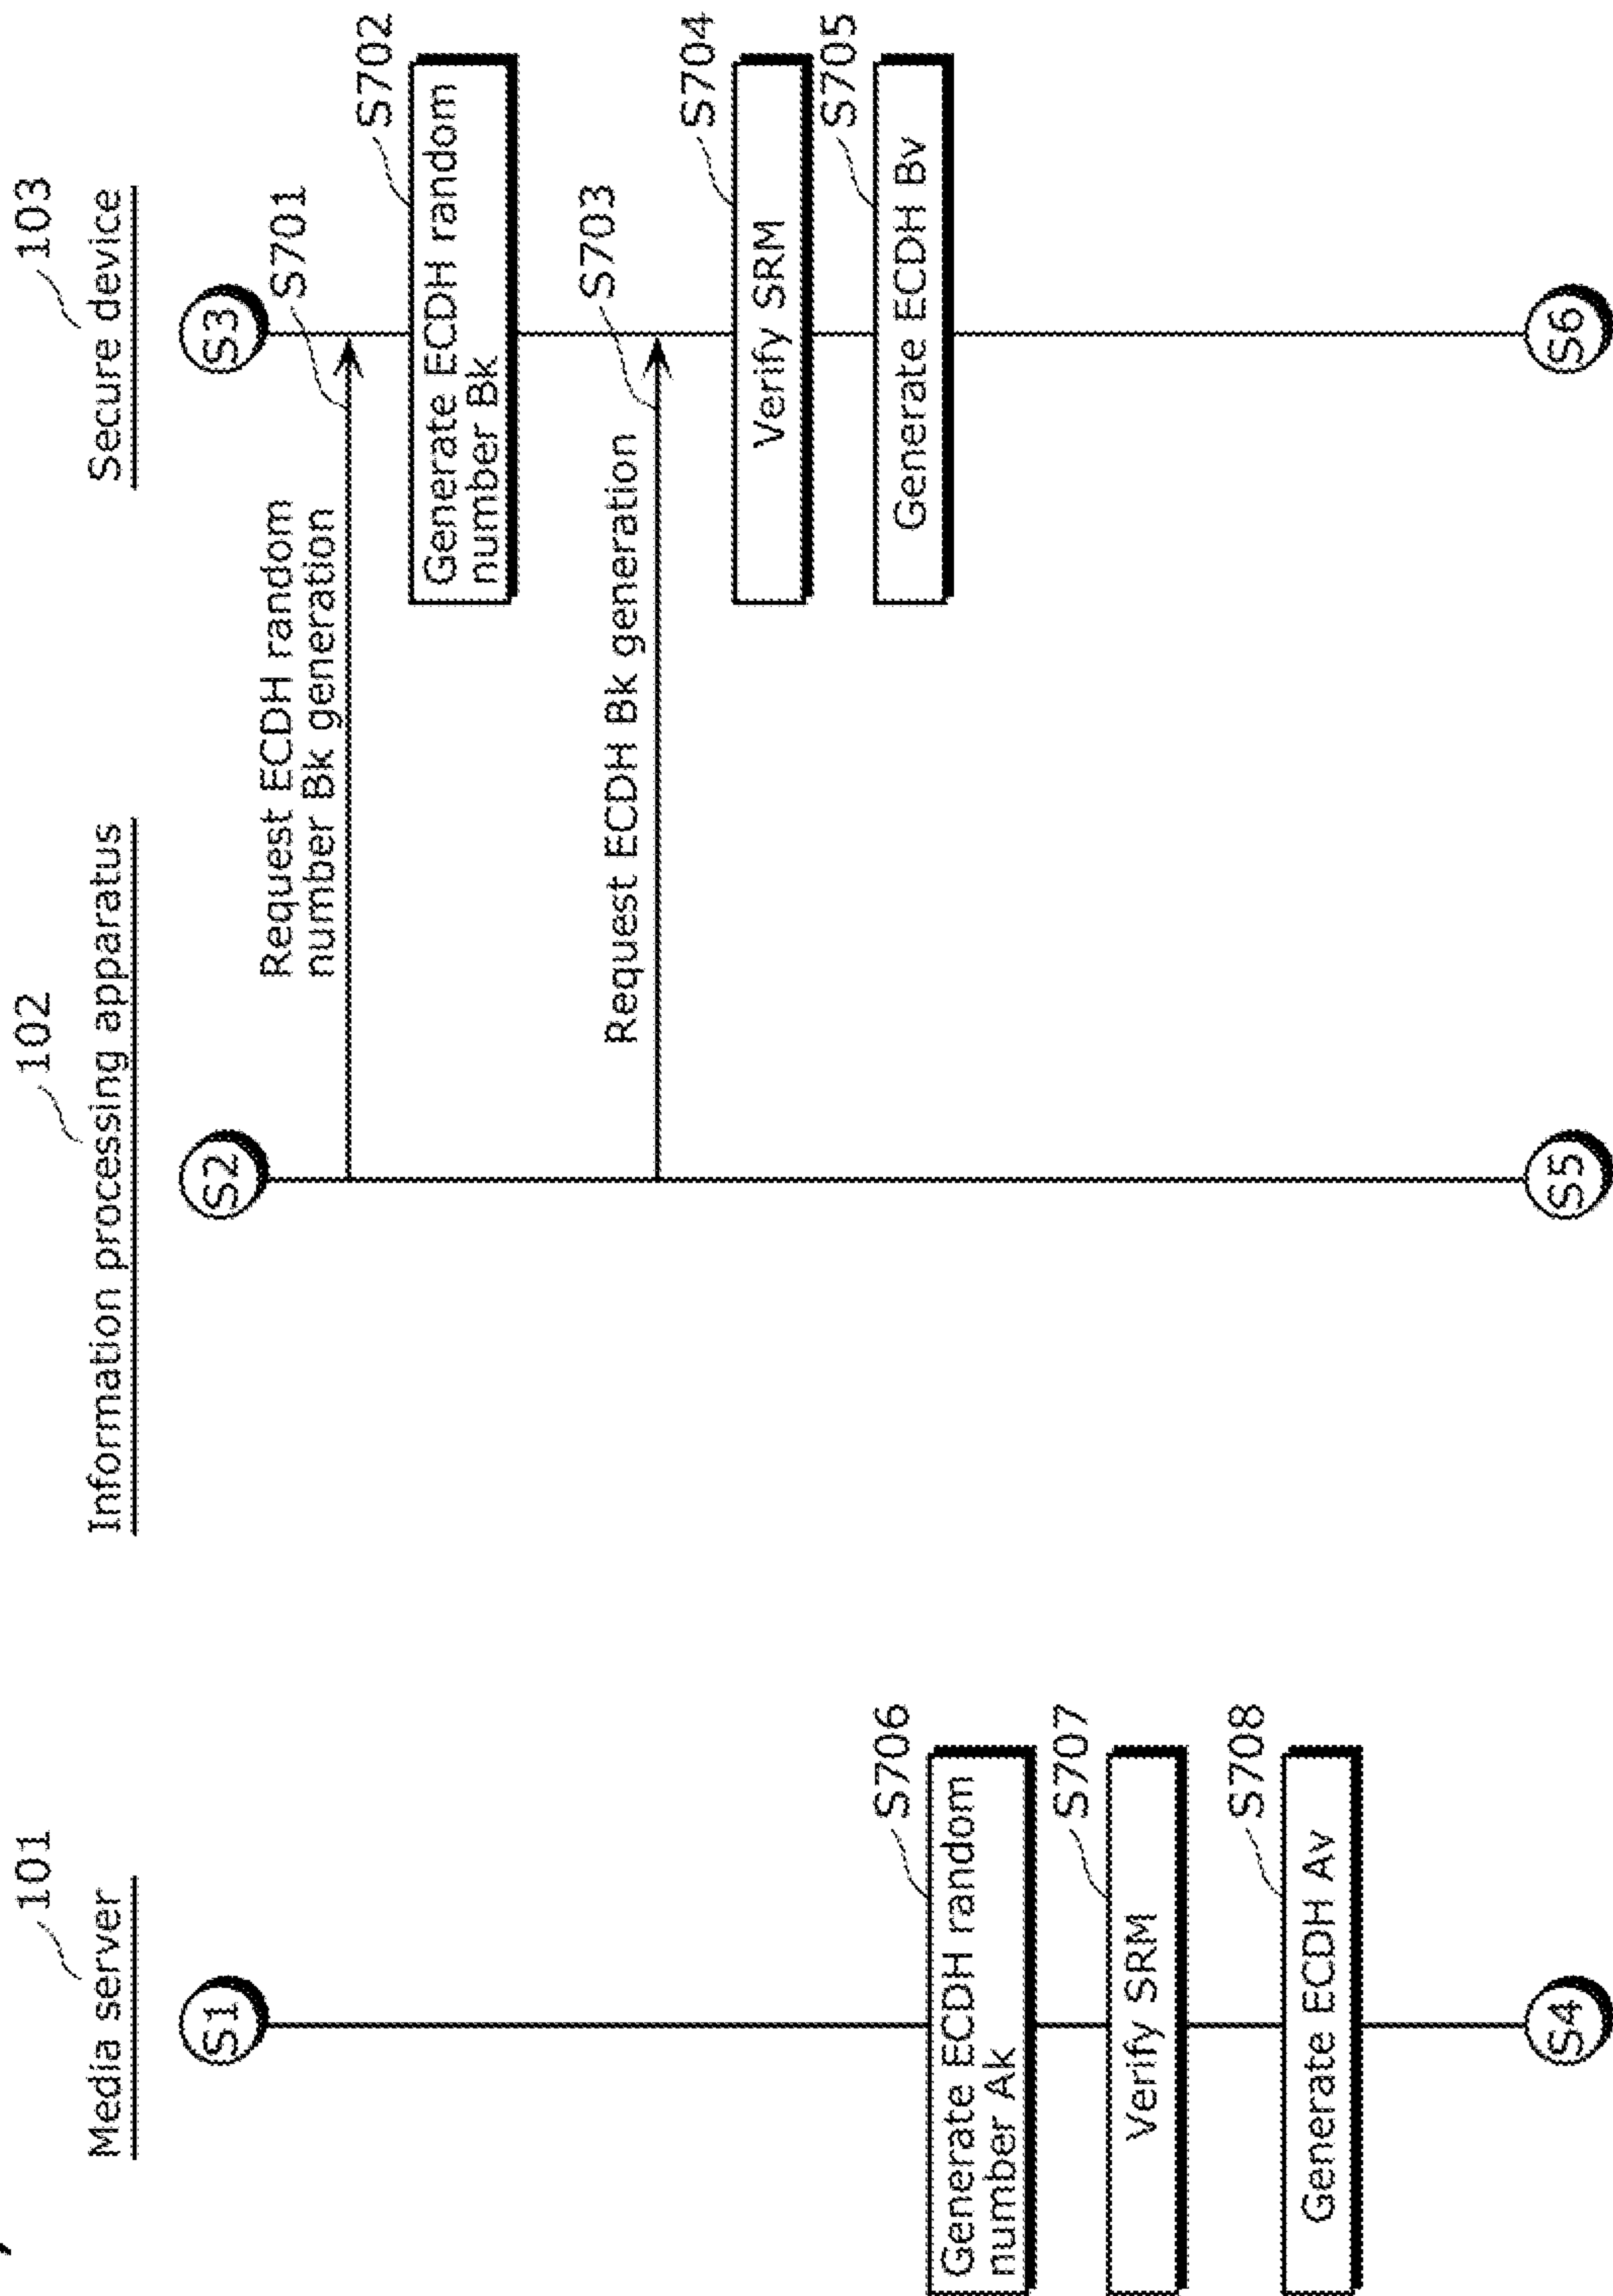 101
Media server
102
Information processing apparatus
103
Secure device
S1
S2
S3
Request ECDH random
number Bk generation
S701
S702
Generate ECDH random
number Bk
Request ECDH Bk generation
S703
S704
Verify SRM
S705
Generate ECDH Bv
S706
Generate ECDH random
number Ak
S707
Verify SRM
S708
Generate ECDH Av
S4
S5
S6